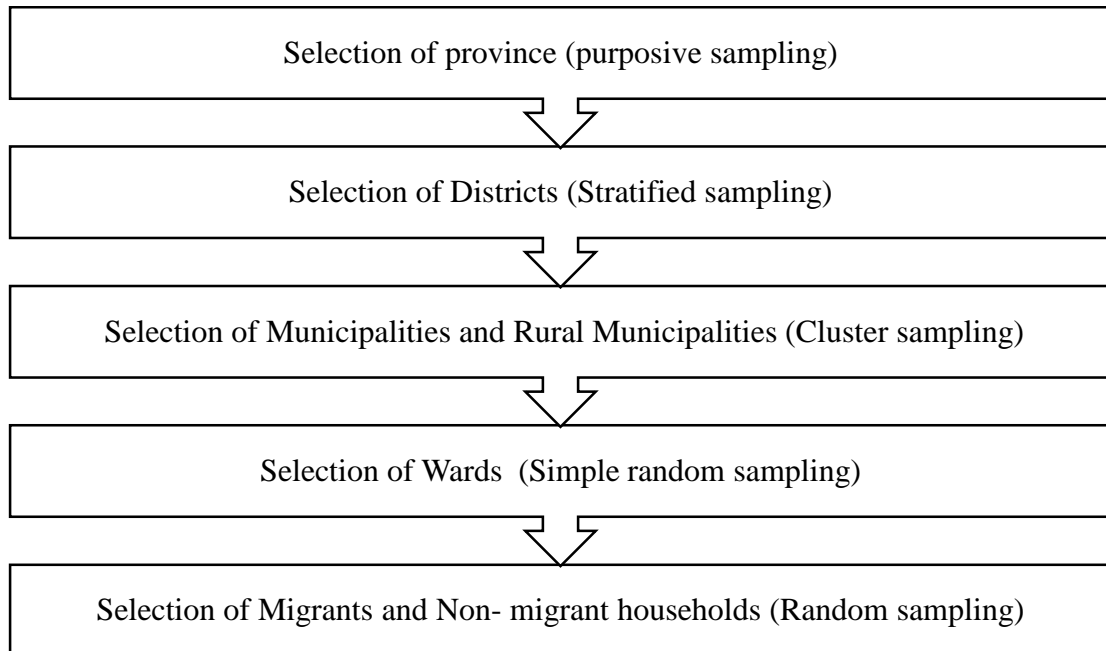 Selection of province (purposive sampling)
Selection of Districts (Stratified sampling)
Selection of Municipalities and Rural Municipalities (Cluster sampling)
Selection of Wards  (Simple random sampling)
Selection of Migrants and Non- migrant households (Random sampling)